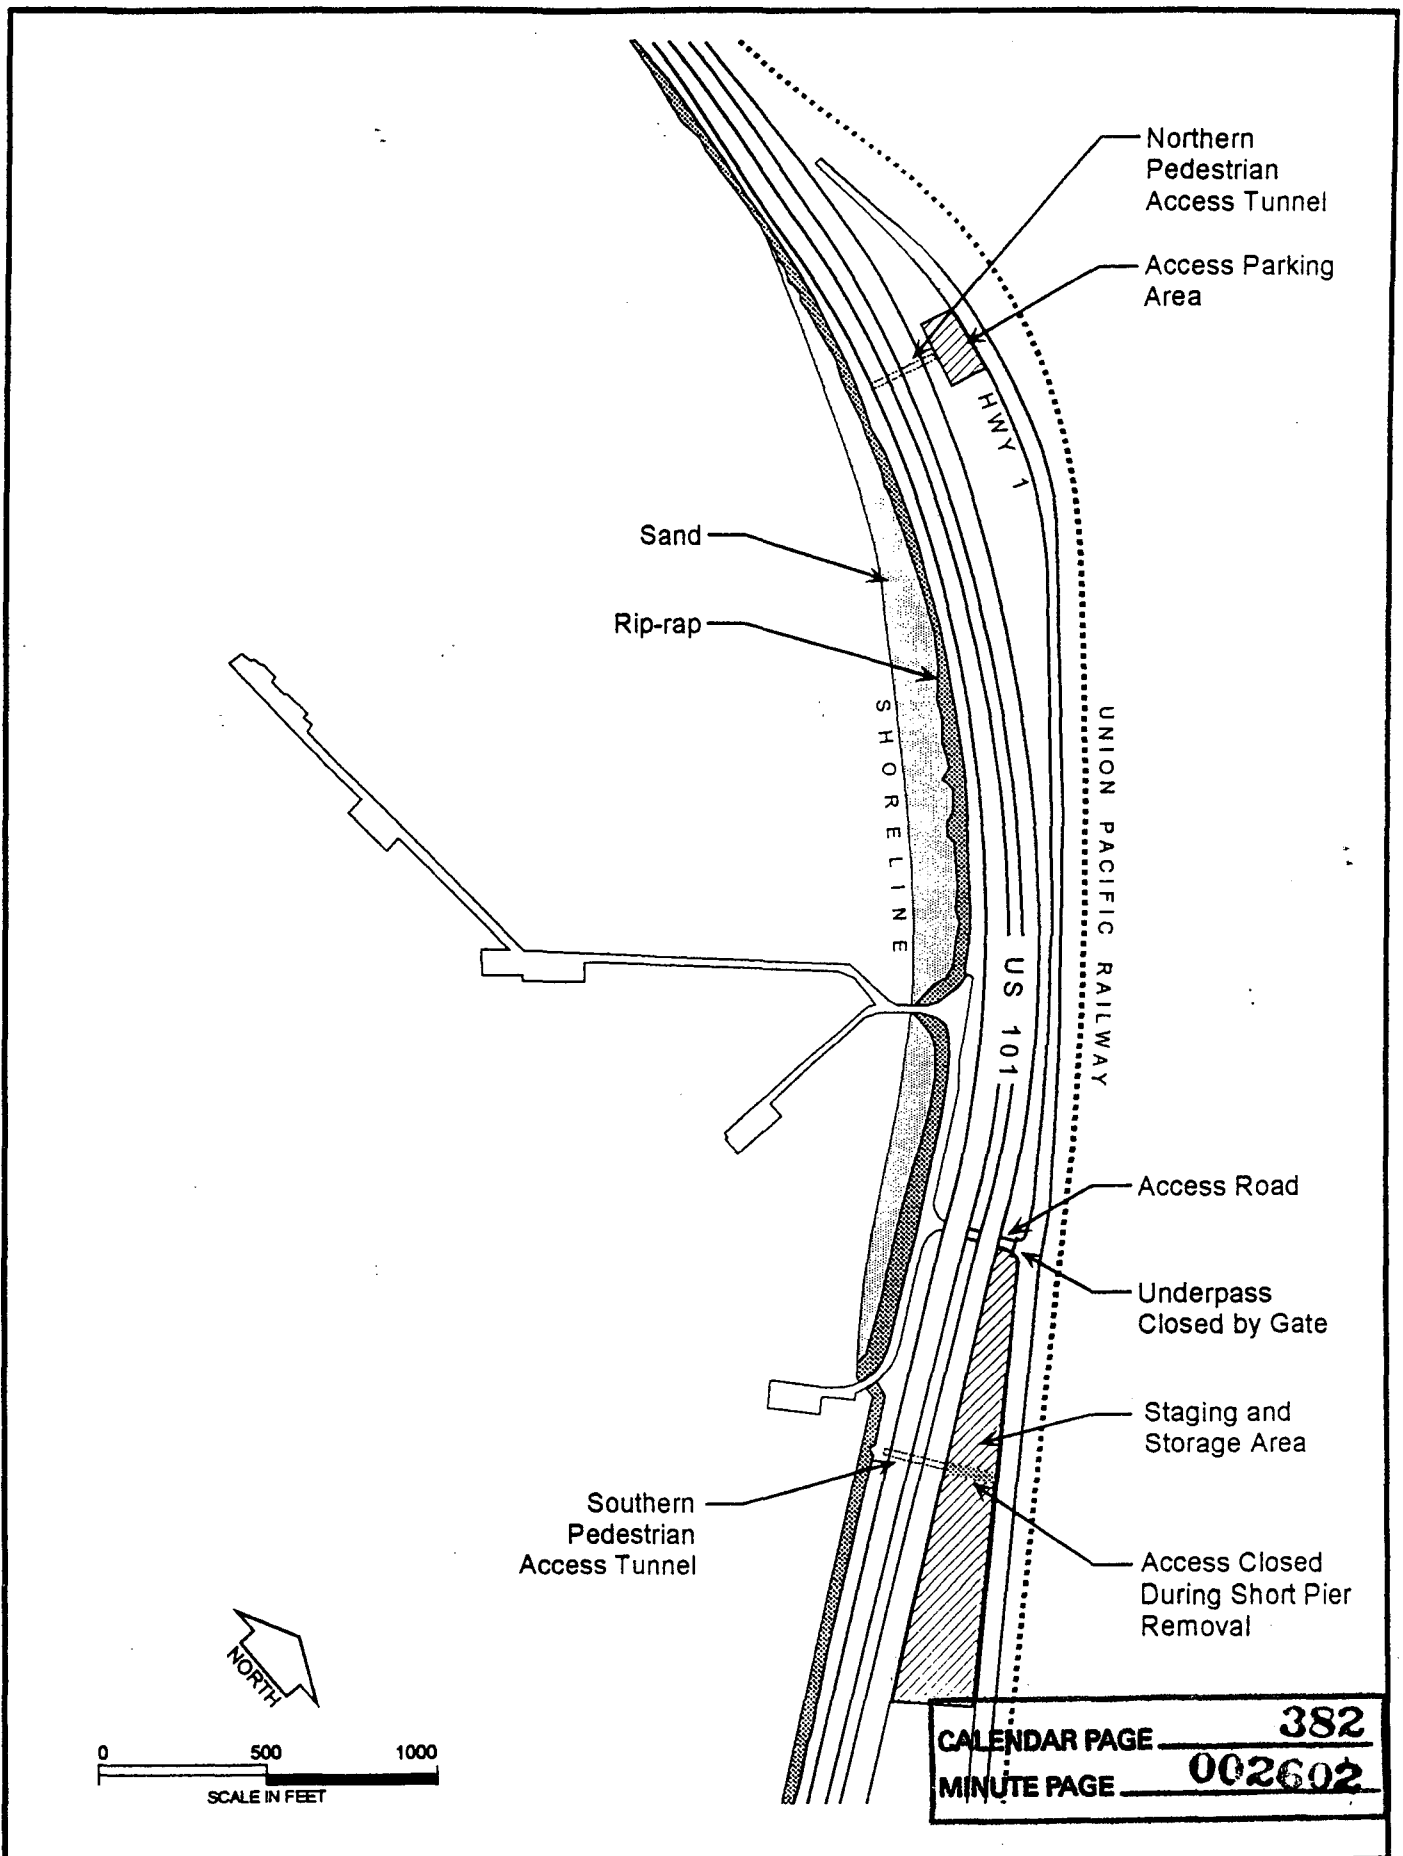 Northern
Pedestrian
Access Tunnel
Access Parking
Area
HWY 1
Sand
Rip-rap
SHORELINE
UNION PACIFIC RAILWAY
US 101
Access Road
Underpass
Closed by Gate
Staging and
Storage Area
Southern
Pedestrian
Access Tunnel
Access Closed
During Short Pier
Removal
NORTH
0 500 1000
SCALE IN FEET
CALENDAR PAGE 382
MINUTE PAGE 002602